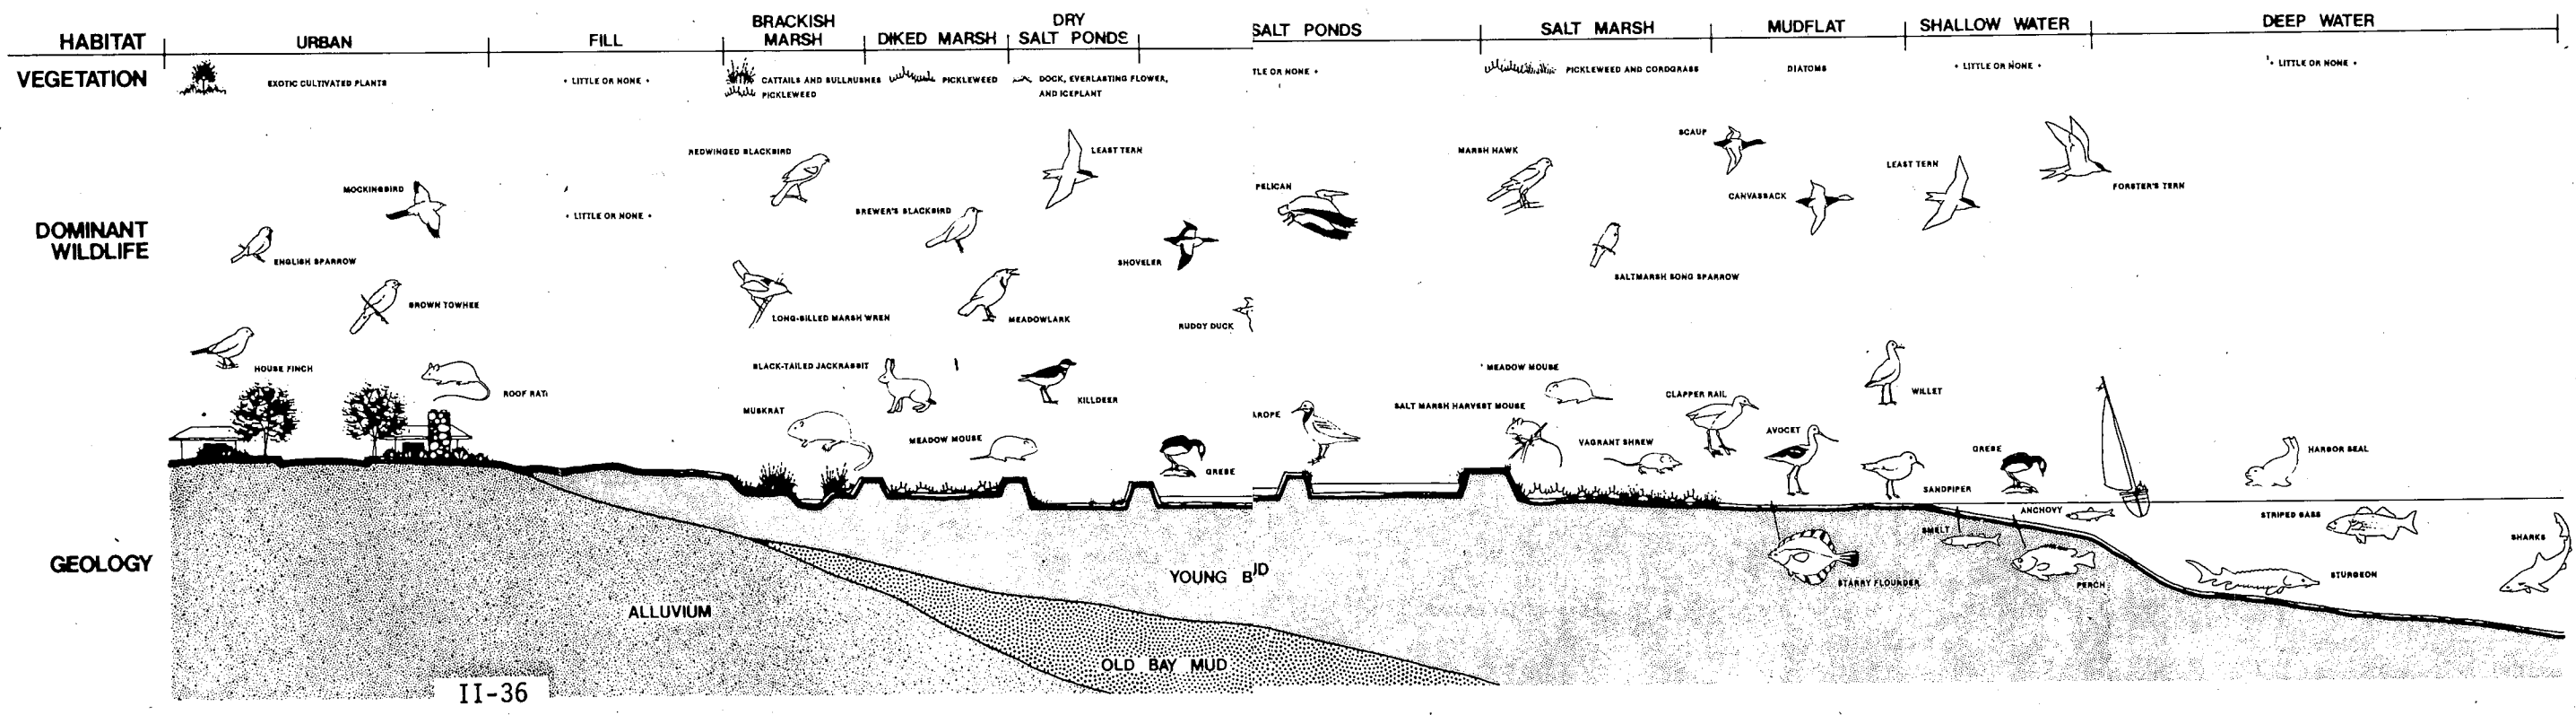 HABITAT
URBAN
FILL
BRACKISH
MARSH
DIKED MARSH
DRY
SALT PONDS
SALT PONDS
SALT MARSH
MUDFLAT
SHALLOW WATER
DEEP WATER
VEGETATION
EXOTIC CULTIVATED PLANTS
• LITTLE OR NONE •
CATTAILS AND BULLRUSHES
PICKLEWEED
PICKLEWEED
DOCK, EVERLASTING FLOWER,
AND ICEPLANT
TLE OR NONE •
PICKLEWEED AND CORDGRASS
DIATOMS
• LITTLE OR NONE •
• LITTLE OR NONE •
DOMINANT
WILDLIFE
MOCKINGBIRD
ENGLISH SPARROW
BROWN TOWHEE
HOUSE FINCH
ROOF RAT
• LITTLE OR NONE •
REDWINGED BLACKBIRD
LONG-BILLED MARSH WREN
BLACK-TAILED JACKRABBIT
MUSKRAT
BREWER'S BLACKBIRD
MEADOWLARK
MEADOW MOUSE
LEAST TERN
KILLDEER
SHOVELER
RUDDY DUCK
GREBE
PELICAN
AROPE
MARSH HAWK
SALTMARSH SONG SPARROW
MEADOW MOUSE
SALT MARSH HARVEST MOUSE
VAGRANT SHREW
CLAPPER RAIL
SCAUP
CANVASBACK
AVOCET
WILLET
SANDPIPER
LEAST TERN
FORSTER'S TERN
GREBE
ANCHOVY
SMELT
PERCH
STARRY FLOUNDER
HARBOR SEAL
STRIPED BASS
STURGEON
SHARKS
GEOLOGY
ALLUVIUM
YOUNG B
UD
OLD BAY MUD
II-36